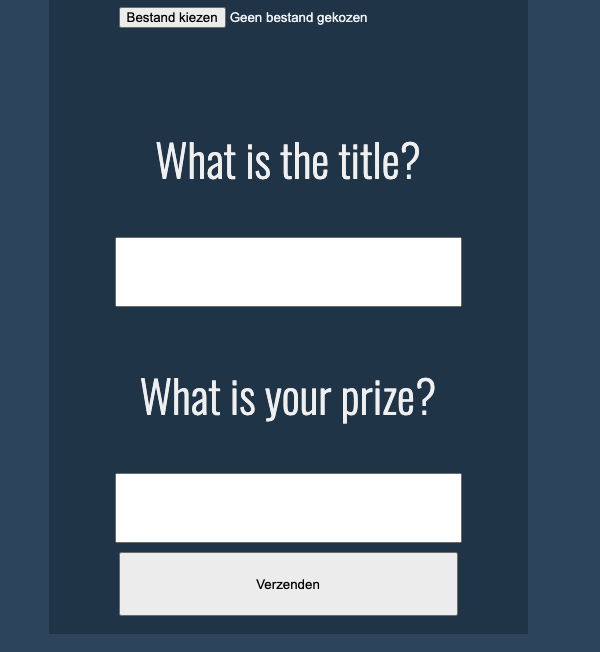 Bestand kiezen Geen bestand gekozen
What is the title?
What is your prize?
Verzenden